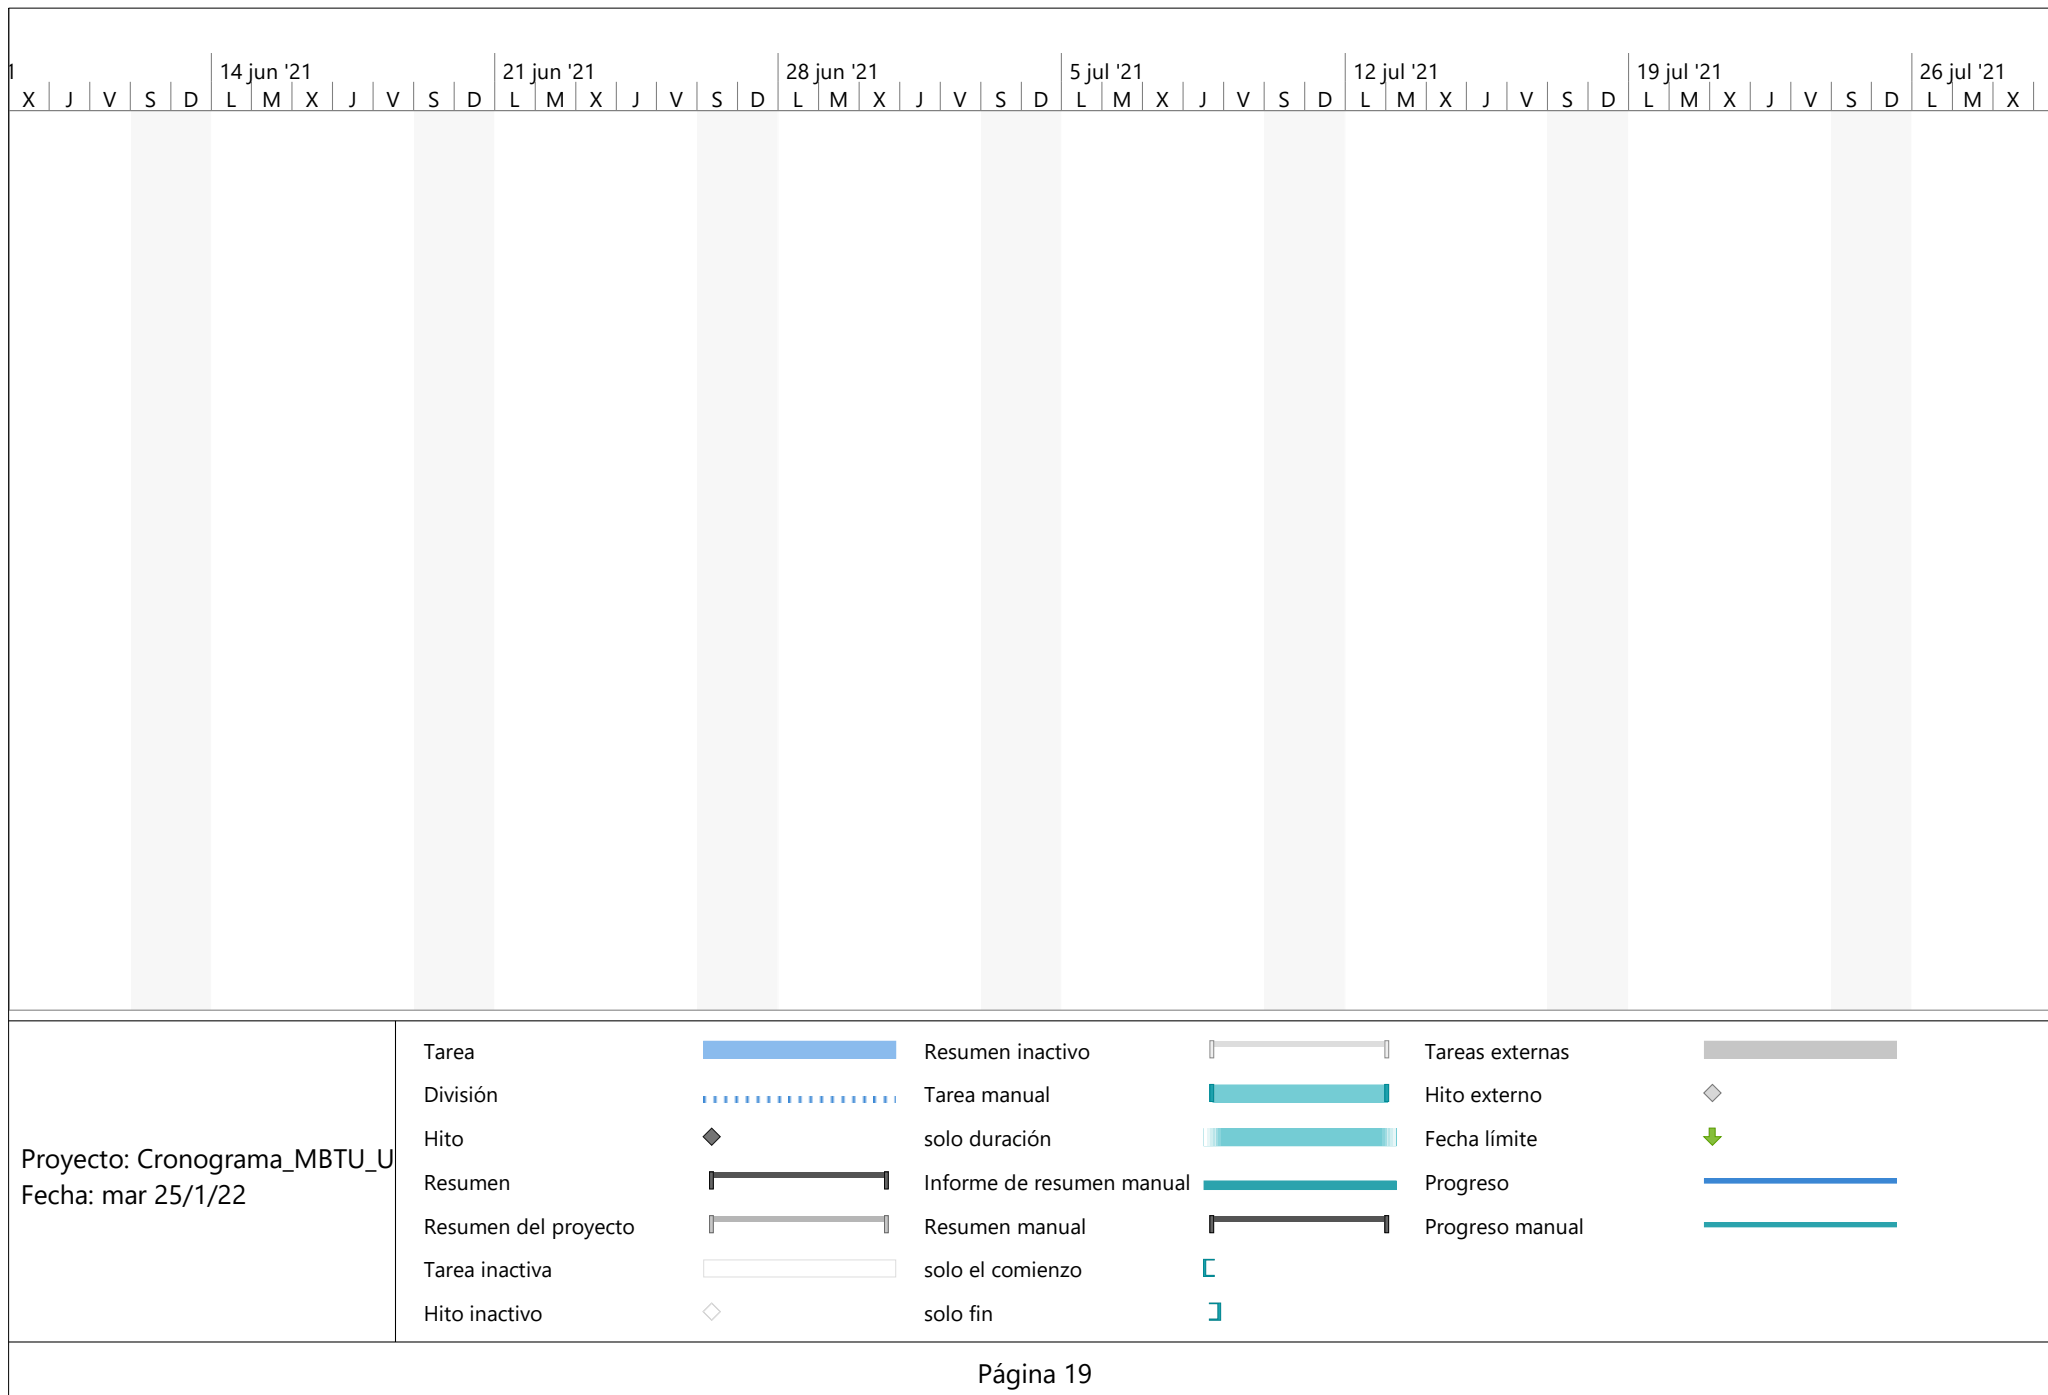 1 14 jun '21 21 jun '21 28 jun '21 5 jul '21 12 jul '21 19 jul '21 26 jul '21
X J V S D L M X J V S D L M X J V S D L M X J V S D L M X J V S D L M X J V S D L M X J V S D L M X
Proyecto: Cronograma_MBTU_U
Fecha: mar 25/1/22
Tarea
División
Hito
Resumen
Resumen del proyecto
Tarea inactiva
Hito inactivo
Resumen inactivo
Tarea manual
solo duración
Informe de resumen manual
Resumen manual
solo el comienzo
solo fin
Tareas externas
Hito externo
Fecha límite
Progreso
Progreso manual
Página 19